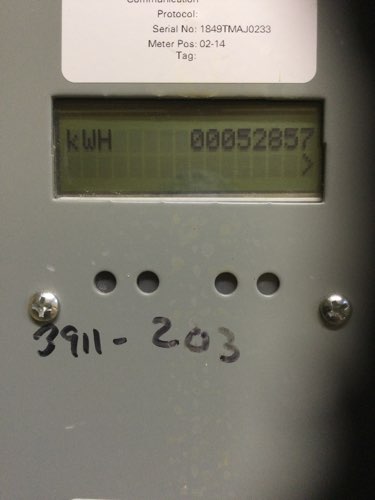 Communication
Protocol:
Serial No: 1849TMAJ0233
Meter Pos: 02-14
Tag:
kWH 00052857
>
3911-203